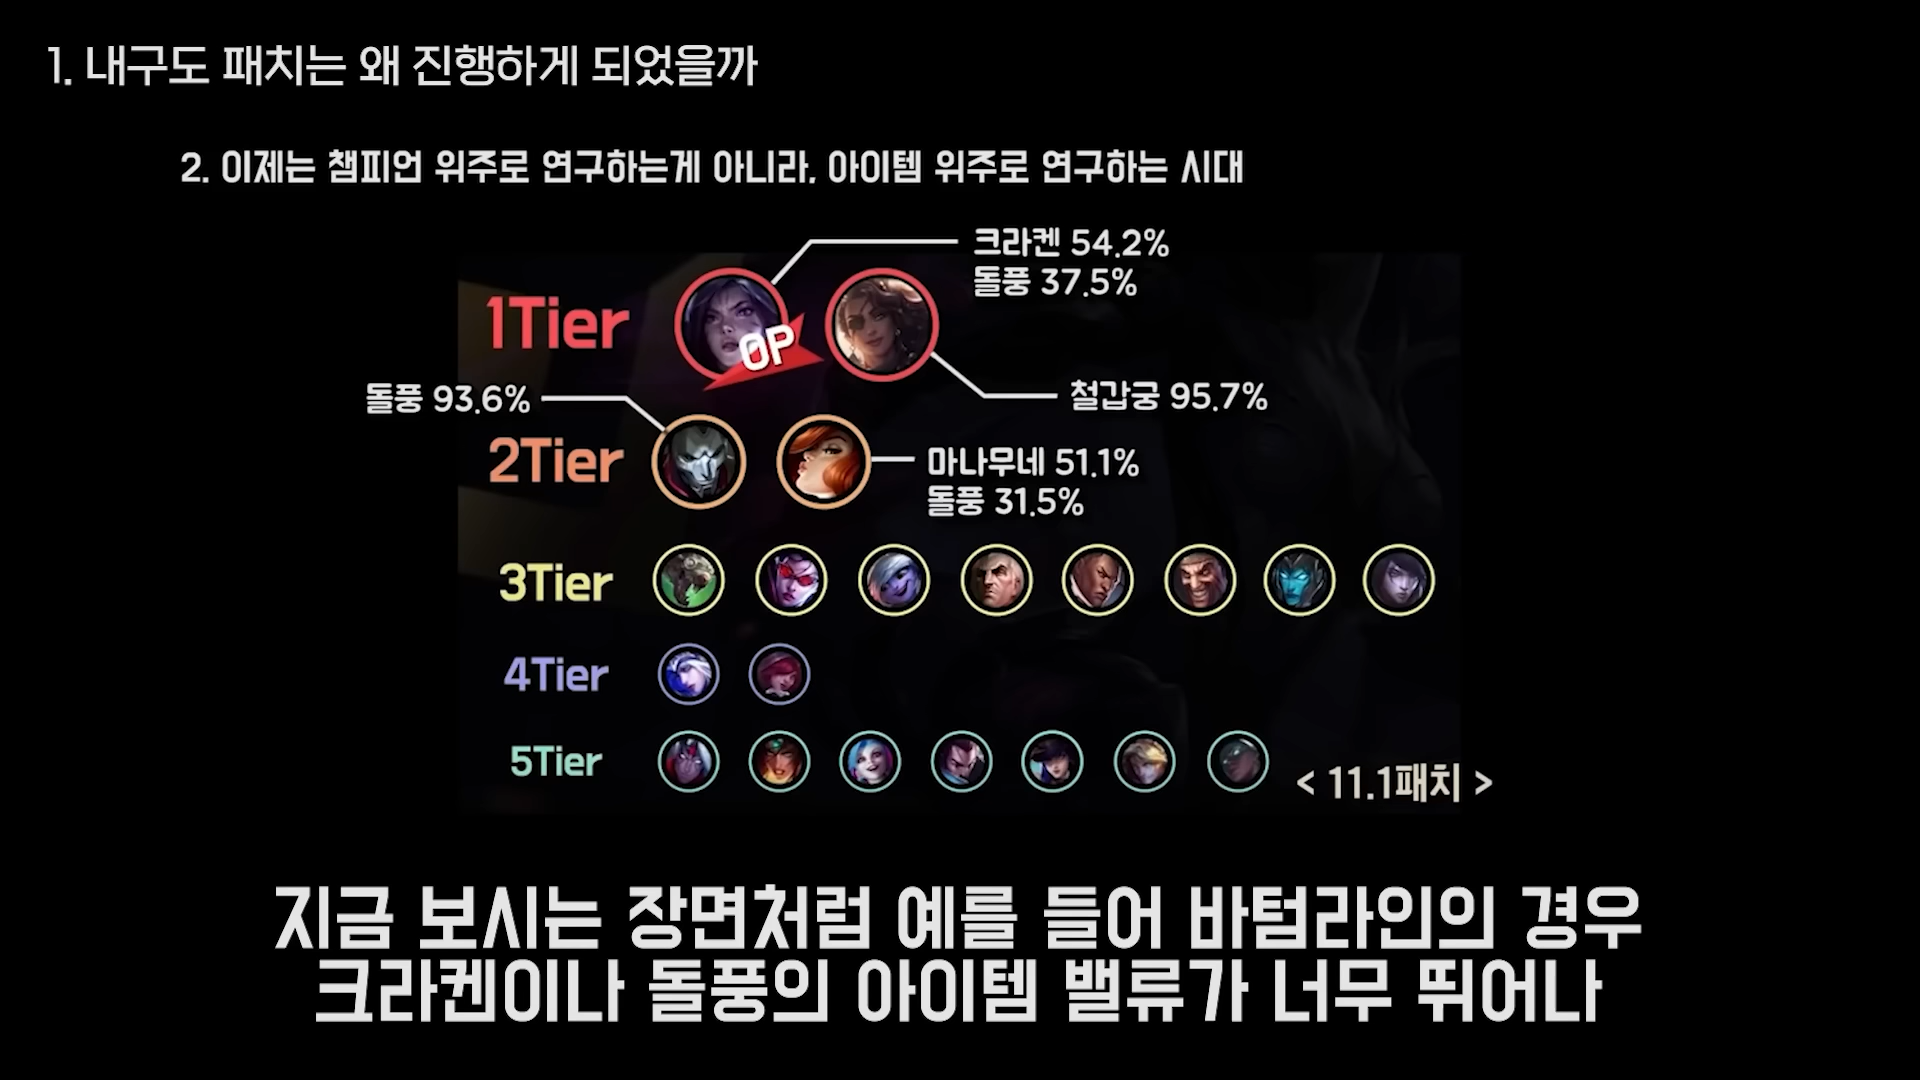 1. 내구도 패치는 왜 진행하게 되었을까
2. 이제는 챔피언 위주로 연구하는게 아니라, 아이템 위주로 연구하는 시대
크라켄 54.2%
돌풍 37.5%
1Tier
OP
돌풍 93.6%
철갑궁 95.7%
2Tier
마나무네 51.1%
돌풍 31.5%
3Tier
4Tier
5Tier
< 11.1패치 >
지금 보시는 장면처럼 예를 들어 바텀라인의 경우
크라켄이나 돌풍의 아이템 밸류가 너무 뛰어나